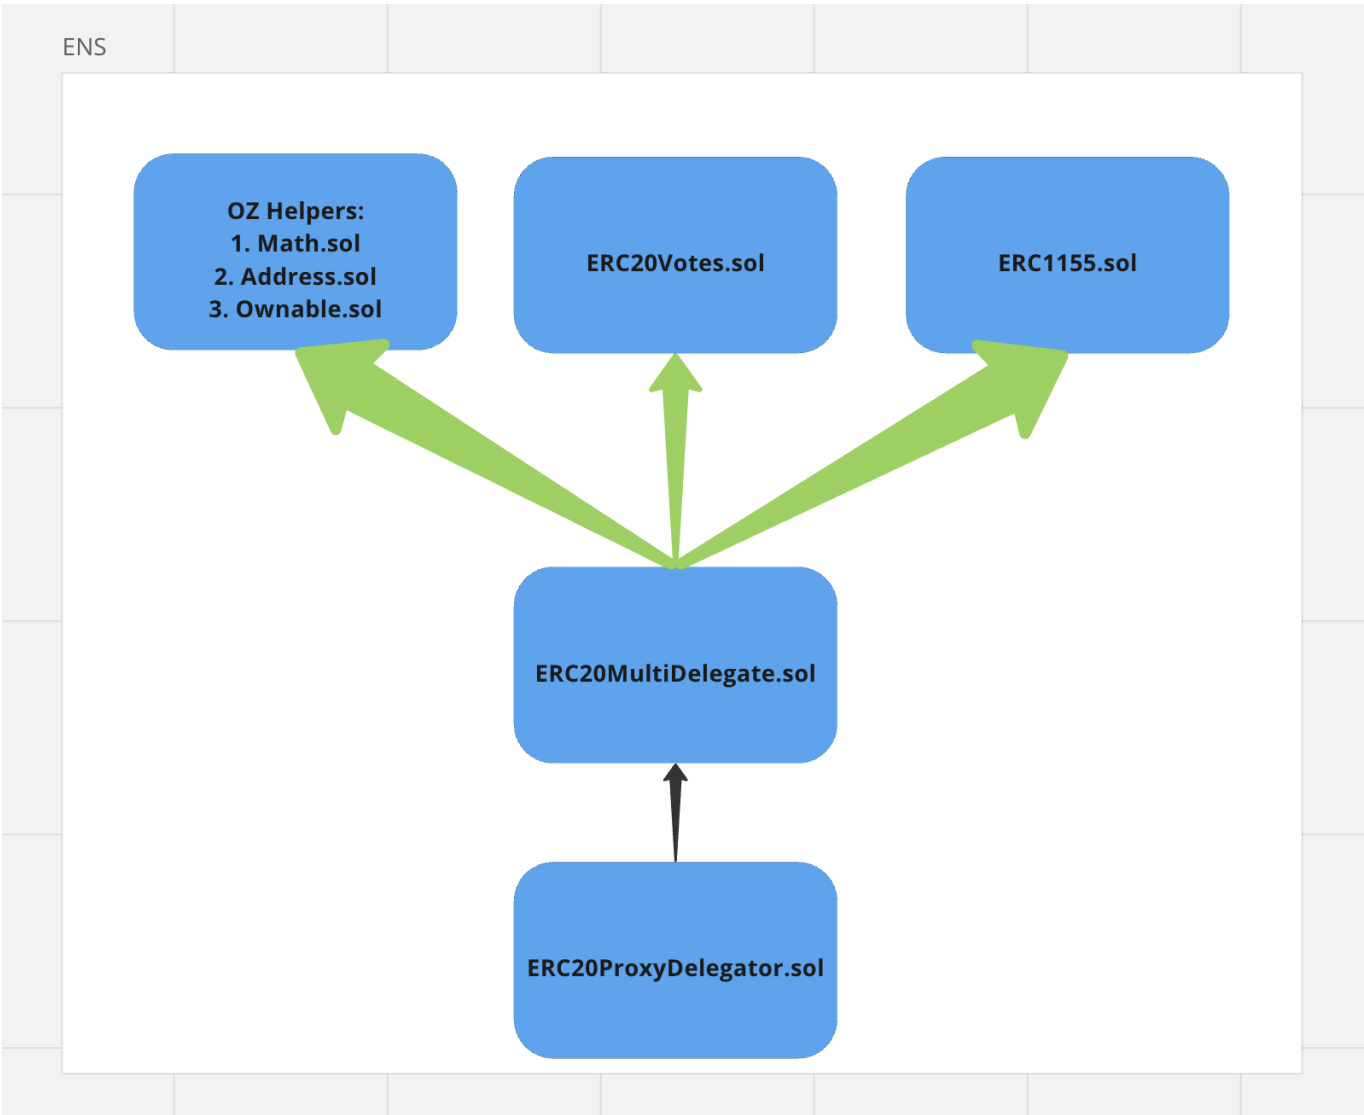 ENS
OZ Helpers:
1. Math.sol
2. Address.sol
3. Ownable.sol
ERC20Votes.sol
ERC1155.sol
ERC20MultiDelegate.sol
ERC20ProxyDelegator.sol